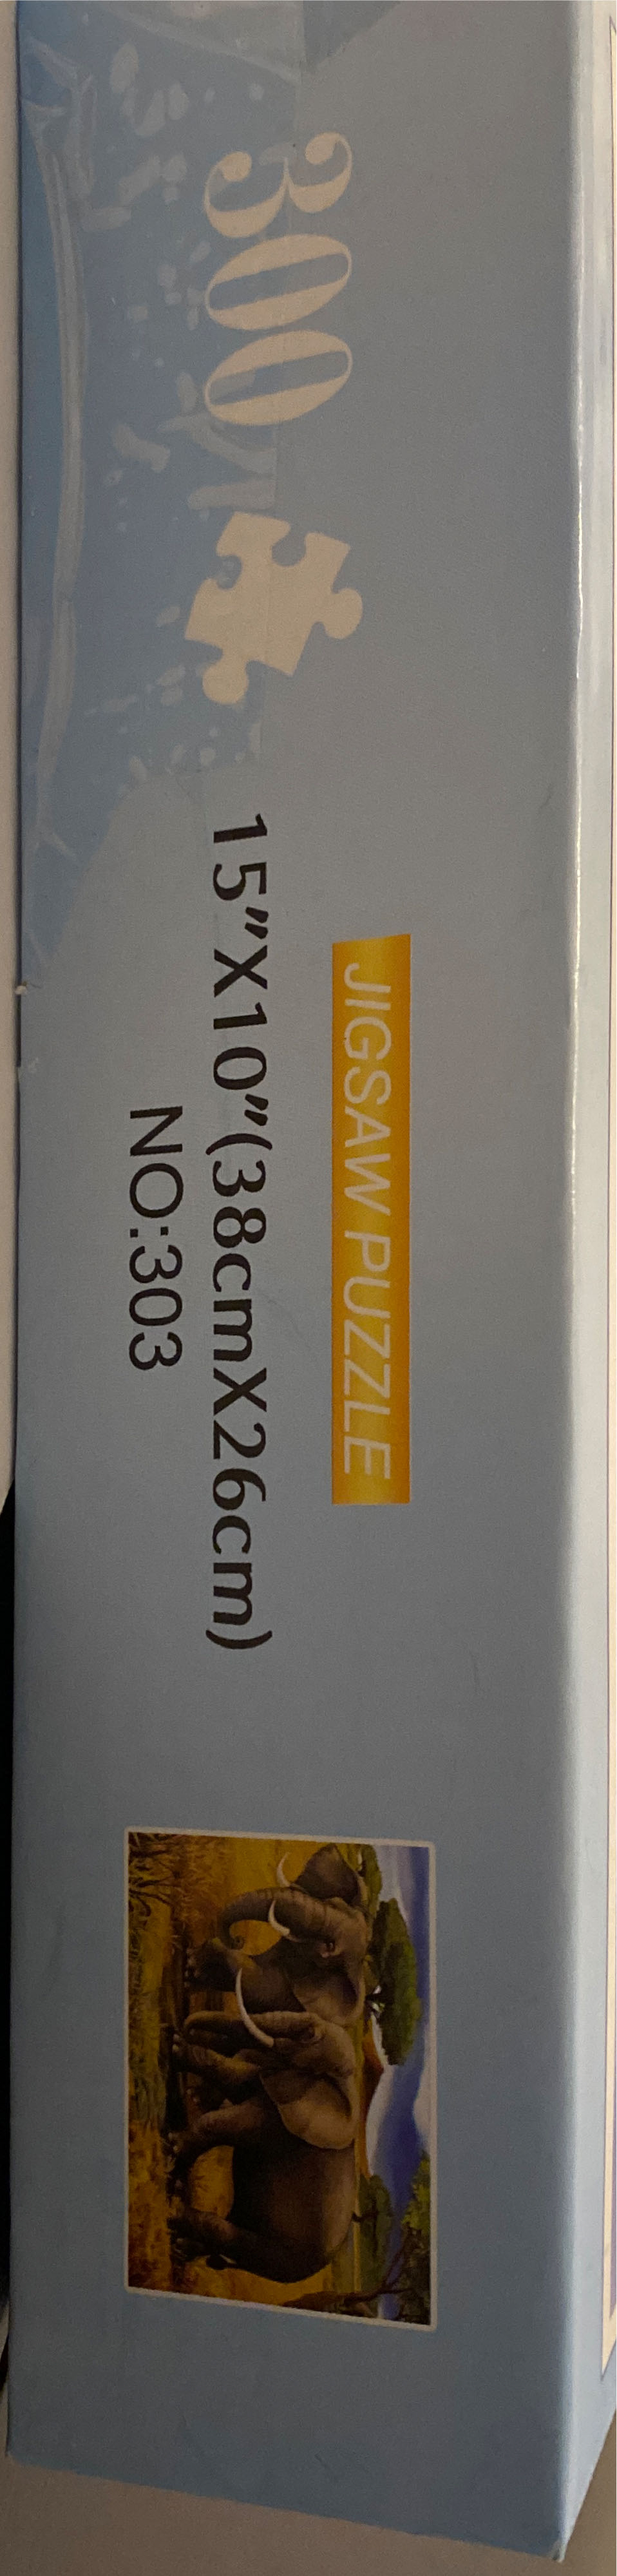 300
JIGSAW PUZZLE
15"X10"(38cmX26cm)
NO:303